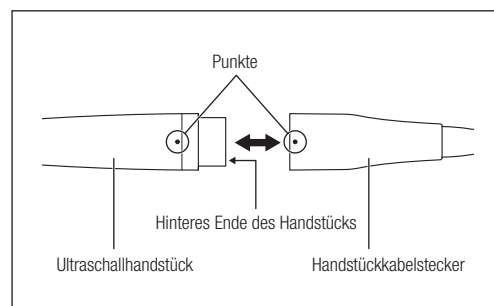 Punkte
Hinteres Ende des Handstücks
Ultraschallhandstück
Handstückkabelstecker